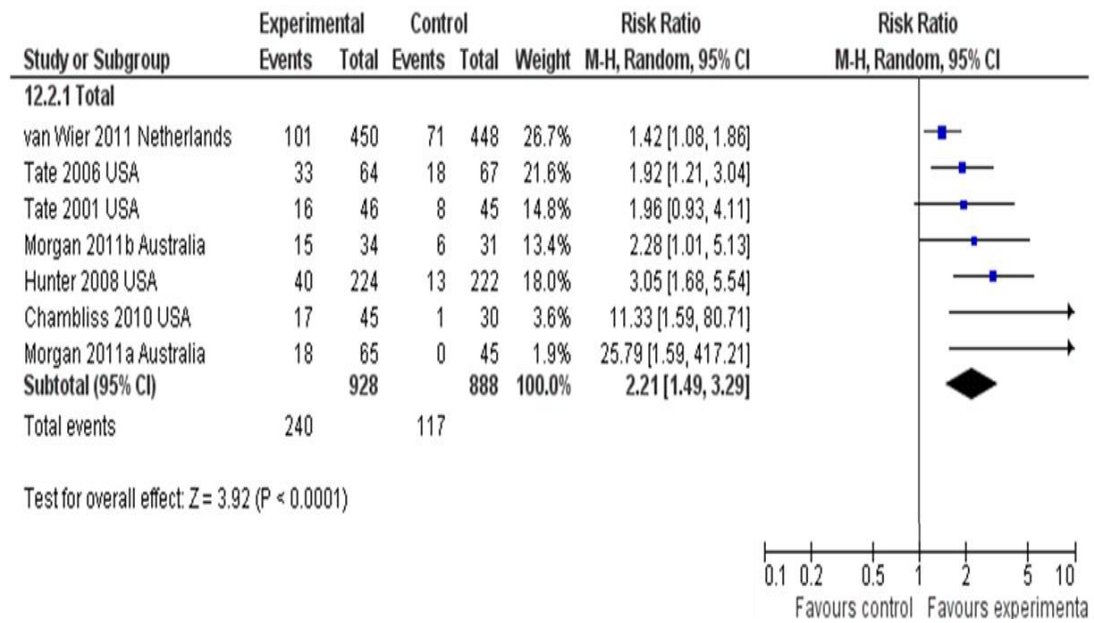 Experimental Control Risk Ratio Risk Ratio
Study or Subgroup Events Total Events Total Weight M-H, Random, 95% CI M-H, Random, 95% CI
12.2.1 Total
van Wier 2011 Netherlands 101 450 71 448 26.7% 1.42 [1.08, 1.86]
Tate 2006 USA 33 64 18 67 21.6% 1.92 [1.21, 3.04]
Tate 2001 USA 16 46 8 45 14.8% 1.96 [0.93, 4.11]
Morgan 2011b Australia 15 34 6 31 13.4% 2.28 [1.01, 5.13]
Hunter 2008 USA 40 224 13 222 18.0% 3.05 [1.68, 5.54]
Chambliss 2010 USA 17 45 1 30 3.6% 11.33 [1.59, 80.71]
Morgan 2011a Australia 18 65 0 45 1.9% 25.79 [1.59, 417.21]
Subtotal (95% CI) 928 888 100.0% 2.21 [1.49, 3.29]
Total events 240 117
Test for overall effect: Z = 3.92 (P < 0.0001)
0.1 0.2 0.5 1 2 5 10
Favours control Favours experimenta